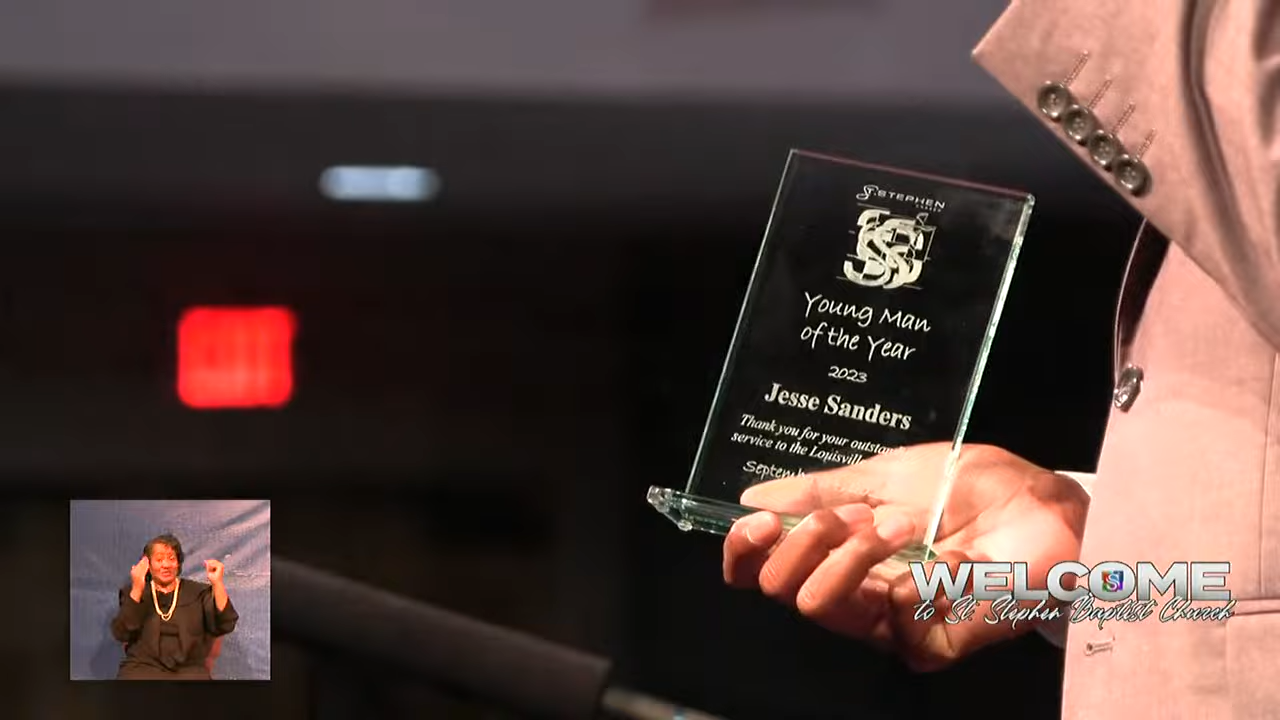 St. STEPHEN
Young Man
of the Year
2023
Jesse Sanders
Thank you for your
service to the
WELCOME
to St. Stephen Baptist Church